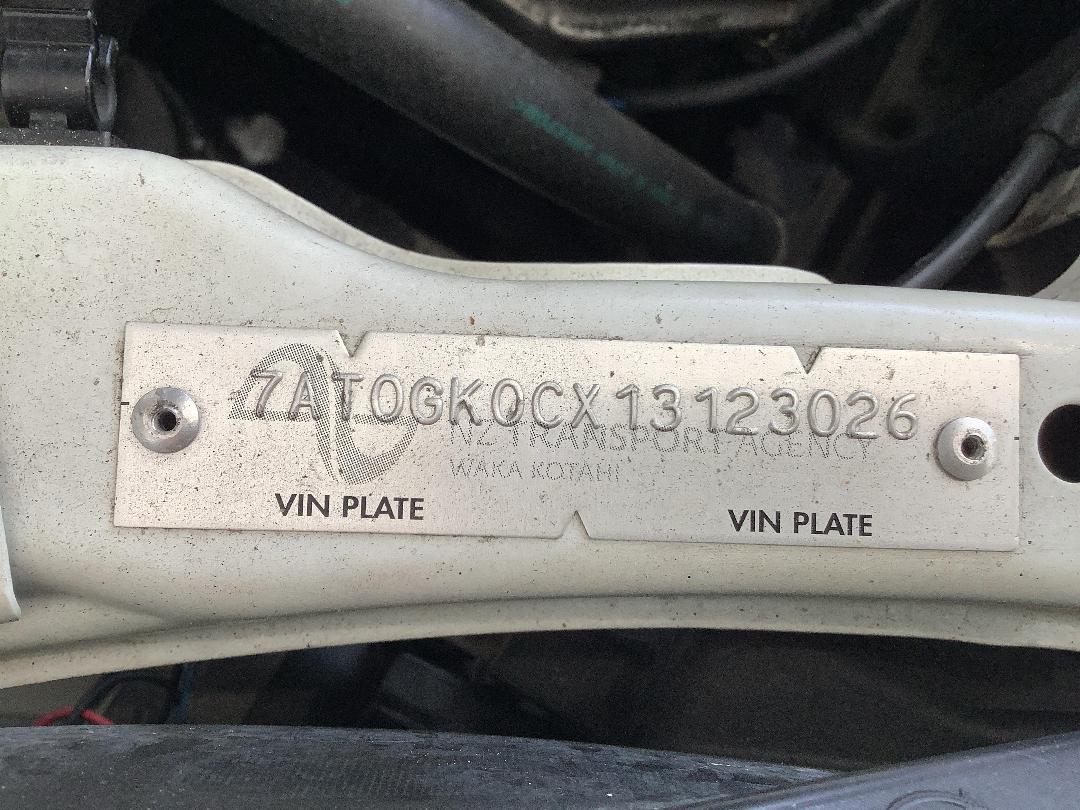 7AT0GK0CX13123026
NZ TRANSPORT AGENCY
WAKA KOTAHI
VIN PLATE
VIN PLATE